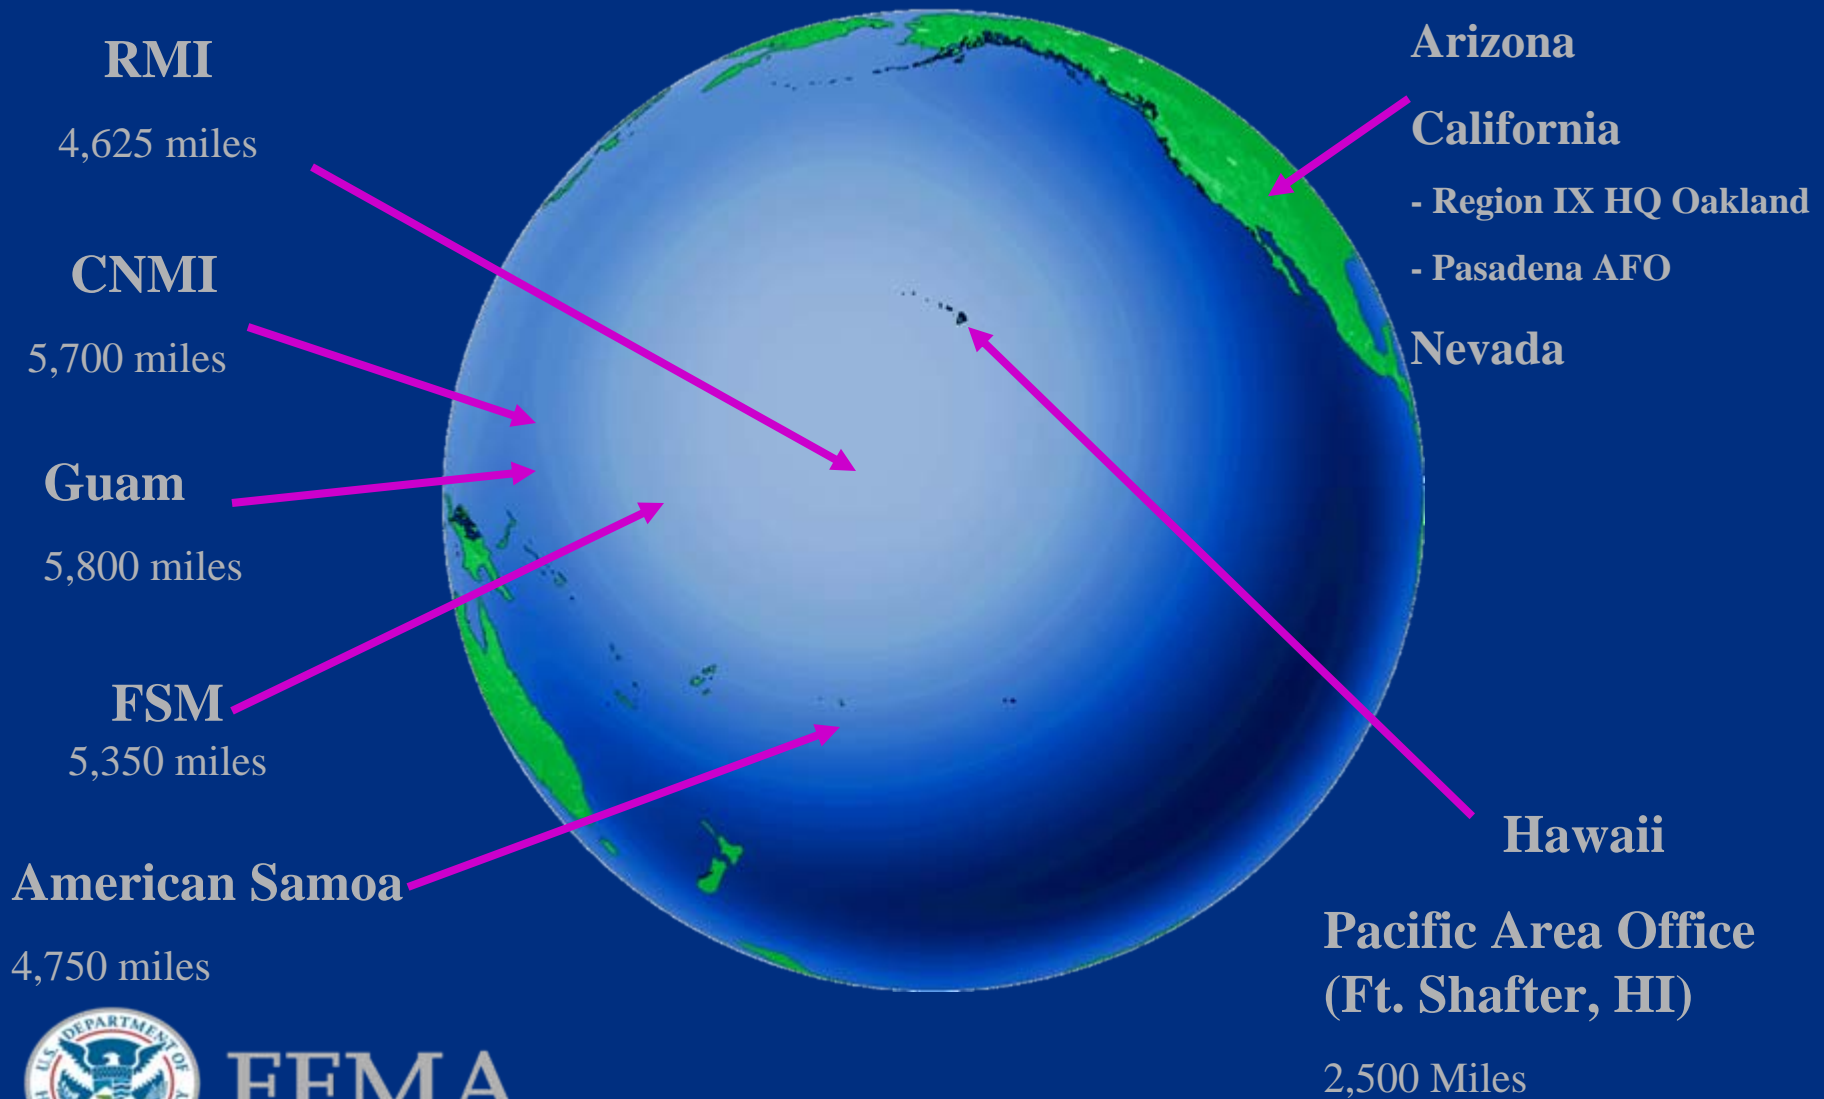 RMI
4,625 miles
CNMI
5,700 miles
Guam
5,800 miles
FSM
5,350 miles
American Samoa
4,750 miles
Arizona
California
- Region IX HQ Oakland
- Pasadena AFO
Nevada
Hawaii
Pacific Area Office
(Ft. Shafter, HI)
2,500 Miles
U.S. DEPARTMENT OF
FEMA